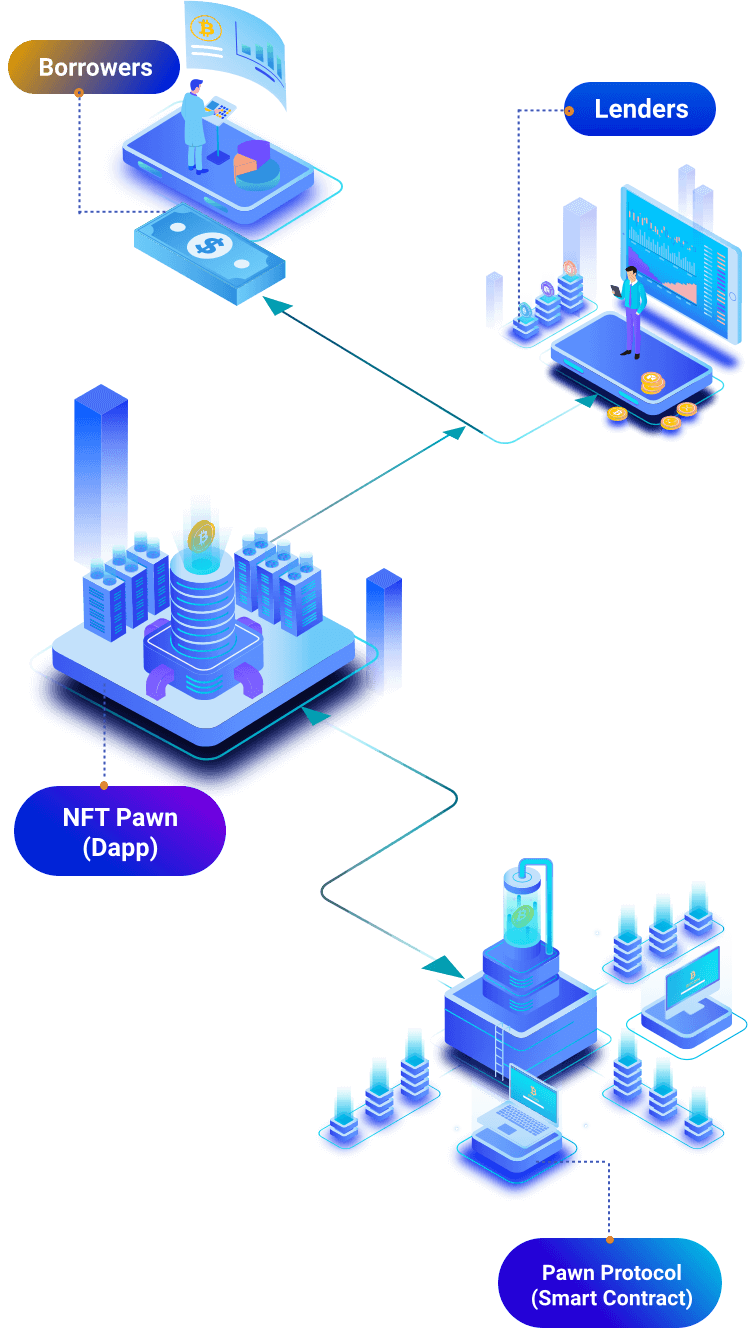 Borrowers
Lenders
NFT Pawn
(Dapp)
Pawn Protocol
(Smart Contract)